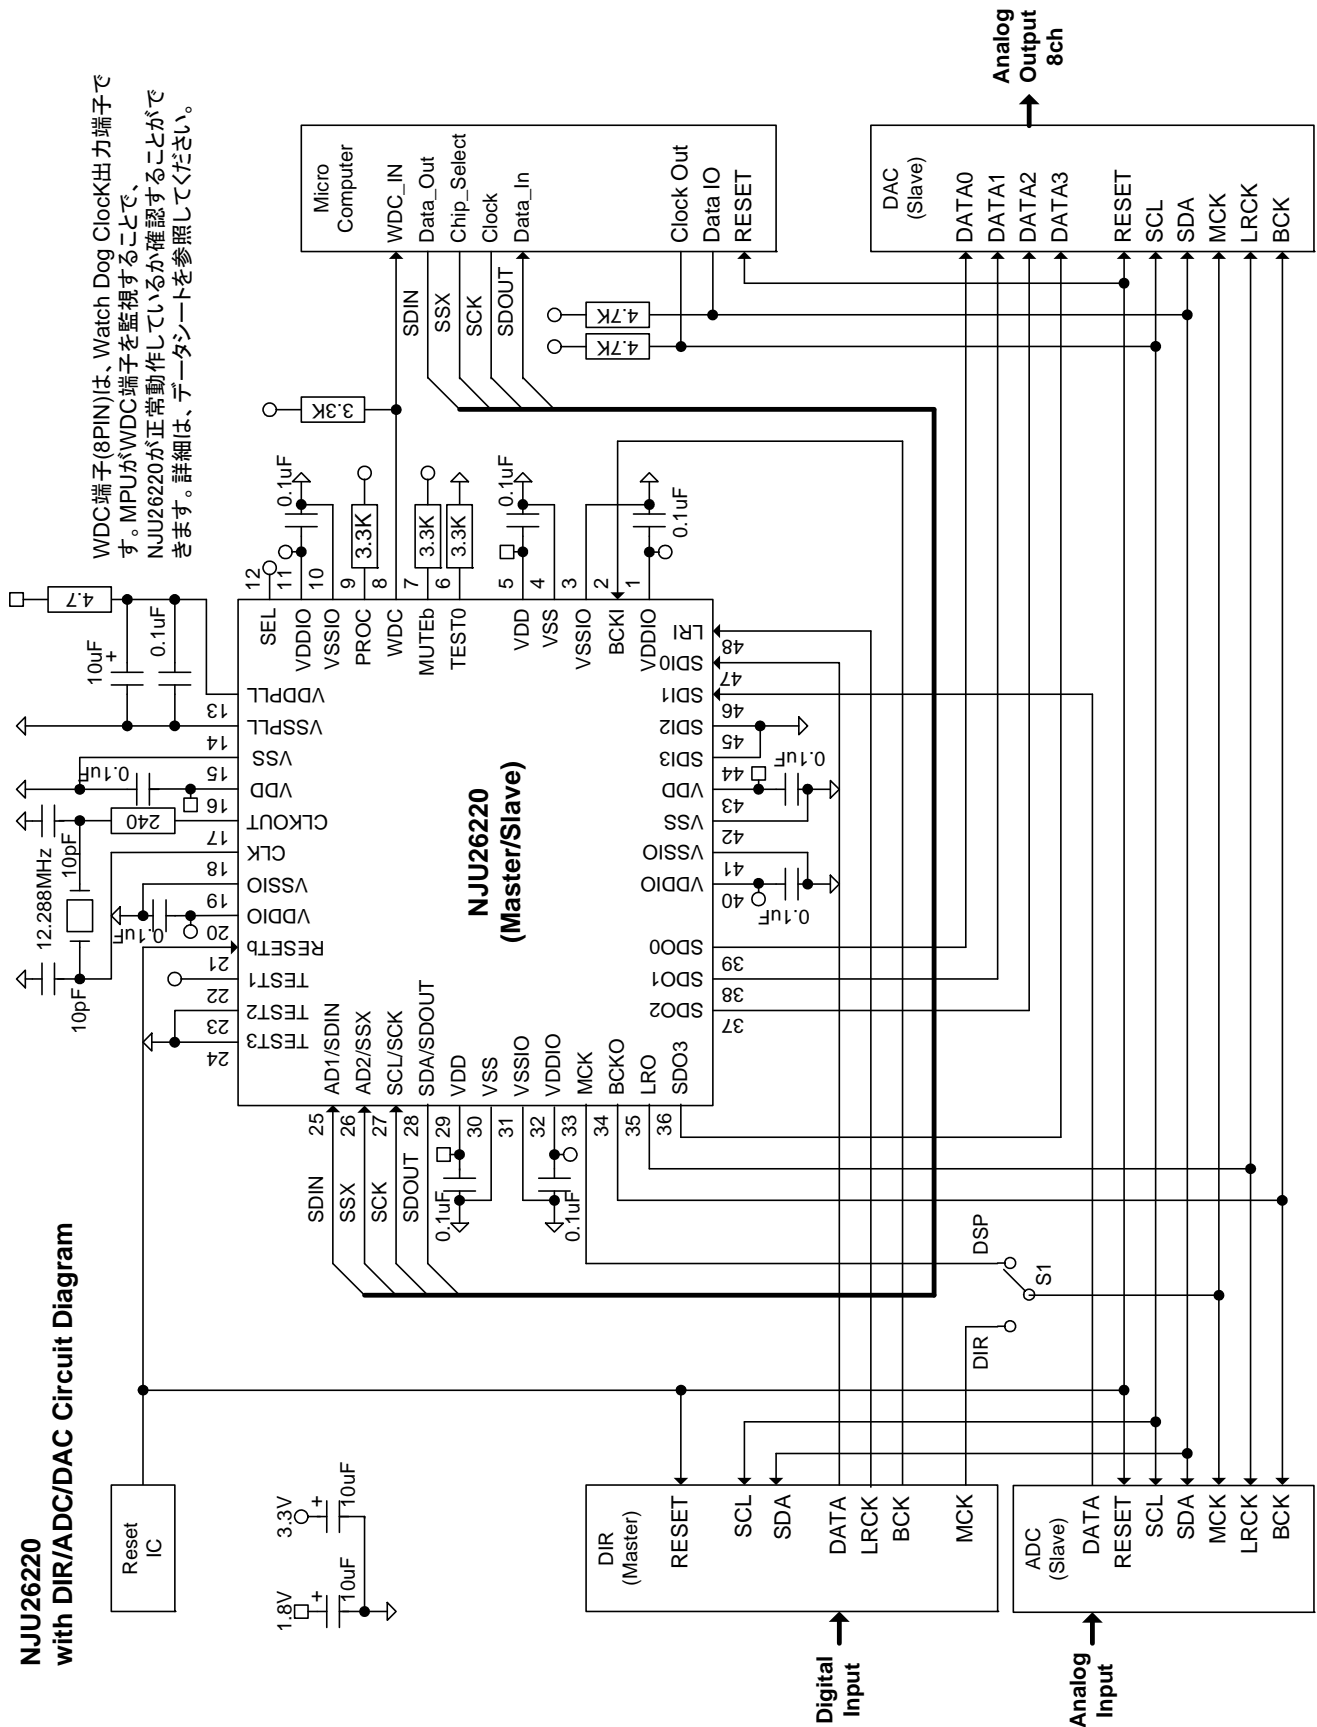 NJU26220
with DIR/ADC/DAC Circuit Diagram
WDC端子(8PIN)は、Watch Dog ClocK出力端子で
す。MPUがWDC端子を監視することで、
NJU26220が正常動作しているか確認することがで
きます。詳細は、データシートを参照してください。
Reset
IC
1.8V
+
10uF
3.3V
+
10uF
12.288MHz
10pF
10pF
240
0.1uF
0.1uF
10uF
+
0.1uF
4.7
NJU26220
(Master/Slave)
24 TEST3
23 TEST2
22 TEST1
21 RESETb
20 VDDIO
19 VSSIO
18 CLK
17 CLKOUT
16 VDD
15 VSS
14 VSSPLL
13 VDDPLL
12 SEL
11 VDDIO
10 VSSIO
9 PROC
8 WDC
7 MUTEb
6 TEST0
5 VDD
4 VSS
3 VSSIO
2 BCKI
1 VDDIO
0.1uF
3.3K
3.3K
3.3K
3.3K
0.1uF
0.1uF
25 AD1/SDIN
26 AD2/SSX
27 SCL/SCK
28 SDA/SDOUT
29 VDD
30 VSS
31 VSSIO
32 VDDIO
33 MCK
34 BCKO
35 LRO
36 SDO3
SDIN
SSX
SCK
SDOUT
0.1uF
0.1uF
37 SDO2
38 SDO1
39 SDO0
40 VDDIO
41 VSSIO
42 VSS
43 VDD
44 SDI3
45 SDI2
46 SDI1
47 SDI0
48 LRI
0.1uF
0.1uF
Micro
Computer
WDC_IN
Data_Out
Chip_Select
Clock
Data_In
Clock Out
Data IO
RESET
SDIN
SSX
SCK
SDOUT
4.7K
4.7K
Digital
Input
DIR
(Master)
RESET
SCL
SDA
DATA
LRCK
BCK
MCK
DIR
DSP
S1
Analog
Input
ADC
(Slave)
DATA
RESET
SCL
SDA
MCK
LRCK
BCK
DAC
(Slave)
DATA0
DATA1
DATA2
DATA3
RESET
SCL
SDA
MCK
LRCK
BCK
Analog
Output
8ch